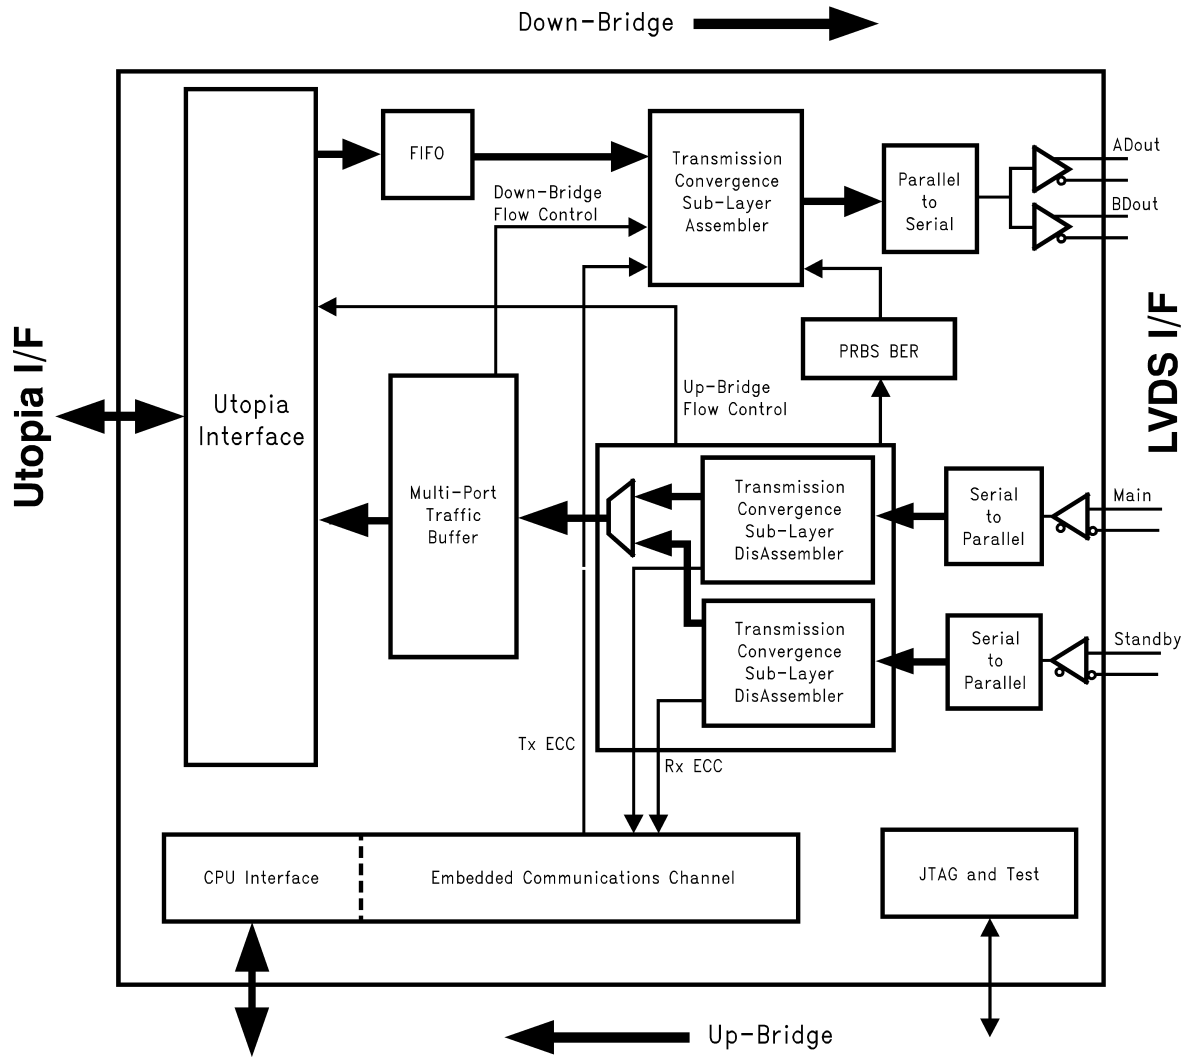 Down-Bridge
ADout
FIFO
Transmission
Convergence
Sub-Layer
Assembler
Parallel
to
Serial
BDout
Down-Bridge
Flow Control
LVDS I/F
Utopia I/F
PRBS BER
Up-Bridge
Flow Control
Utopia
Interface
Multi-Port
Traffic
Buffer
Transmission
Convergence
Sub-Layer
DisAssembler
Serial
to
Parallel
Main
Transmission
Convergence
Sub-Layer
DisAssembler
Serial
to
Parallel
Standby
Tx ECC
Rx ECC
CPU Interface
Embedded Communications Channel
JTAG and Test
Up-Bridge